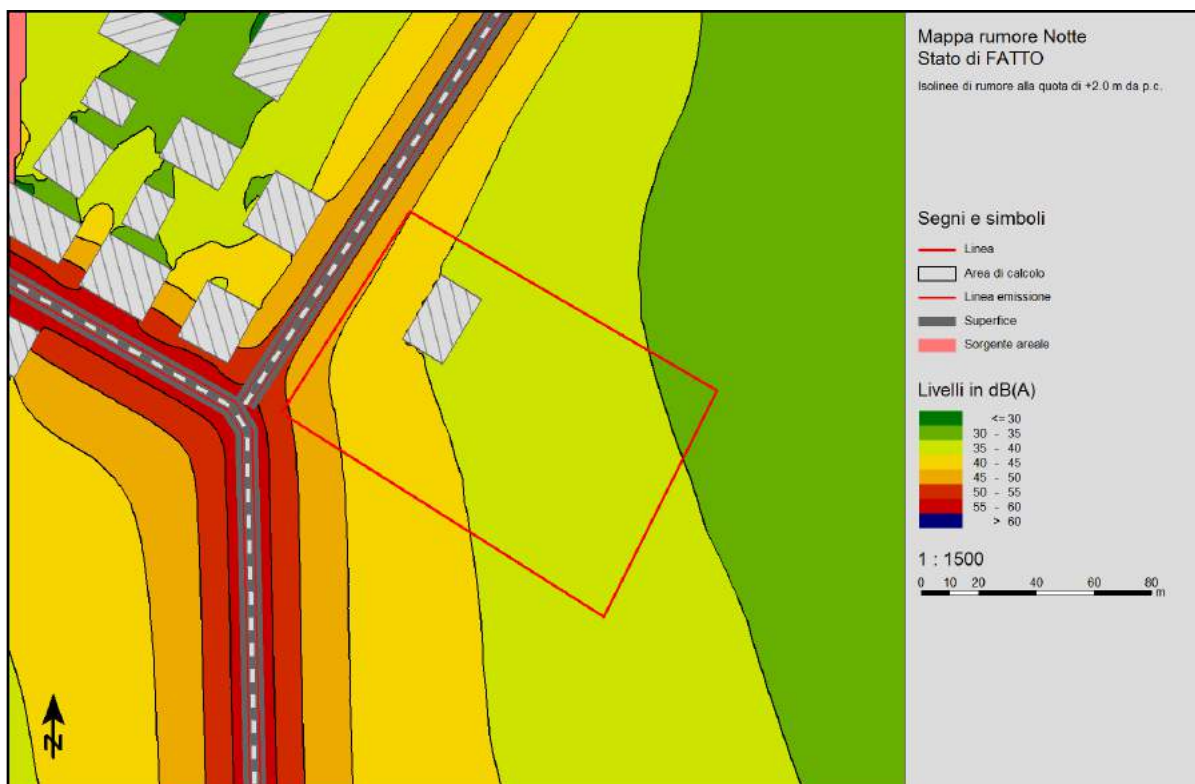 Mappa rumore Notte
Stato di FATTO
Isolinee di rumore alla quota di +2.0 m da p.c.
Segni e simboli
Linea
Area di calcolo
Linea emissione
Superfice
Sorgente areale
Livelli in dB(A)
<= 30
30 - 35
35 - 40
40 - 45
45 - 50
50 - 55
55 - 60
> 60
1 : 1500
0 10 20 40 60 80
m
N